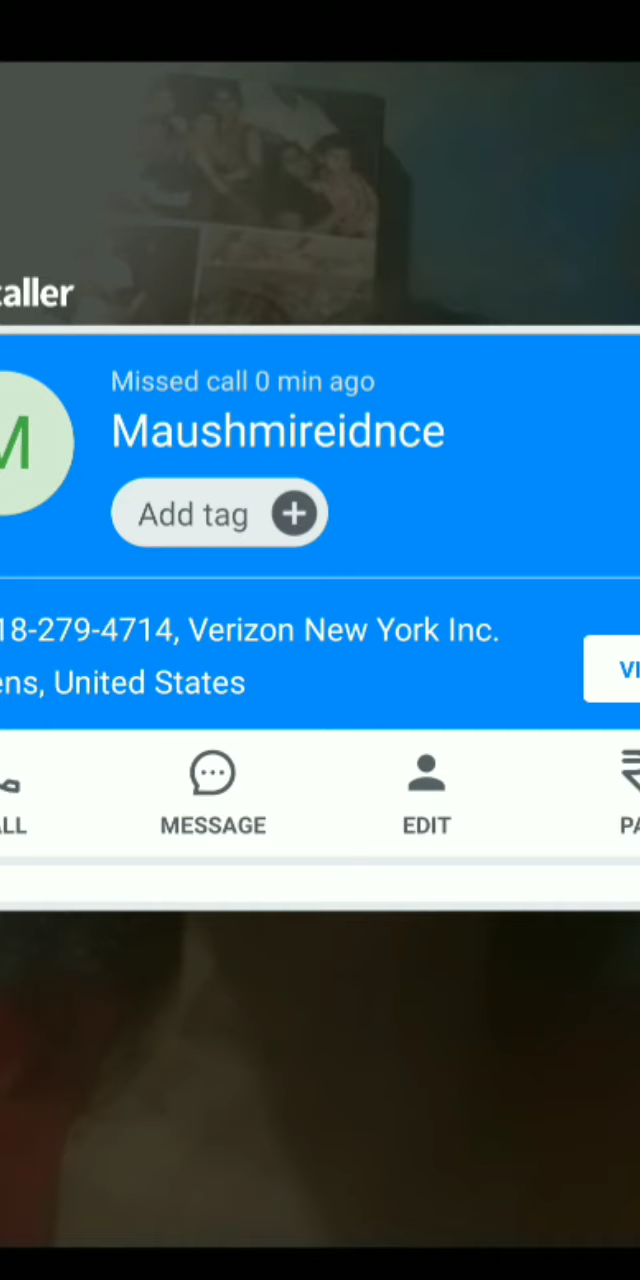 caller
Missed call 0 min ago
M
Maushmireidnce
Add tag
18-279-4714, Verizon New York Inc.
ens, United States
VI
ALL
MESSAGE
EDIT
PA